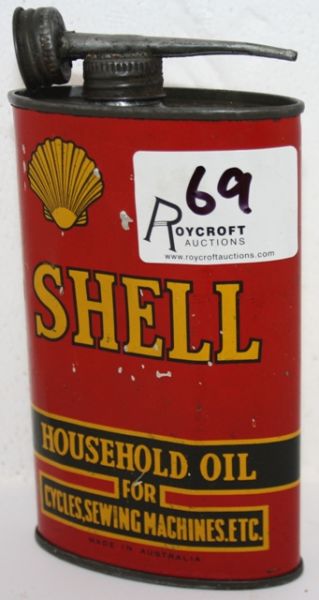 69
ROYCROFT
AUCTIONS
www.roycroftauctions.com
SHELL
HOUSEHOLD OIL
FOR
CYCLES, SEWING MACHINES. ETC.
MADE IN AUSTRALIA